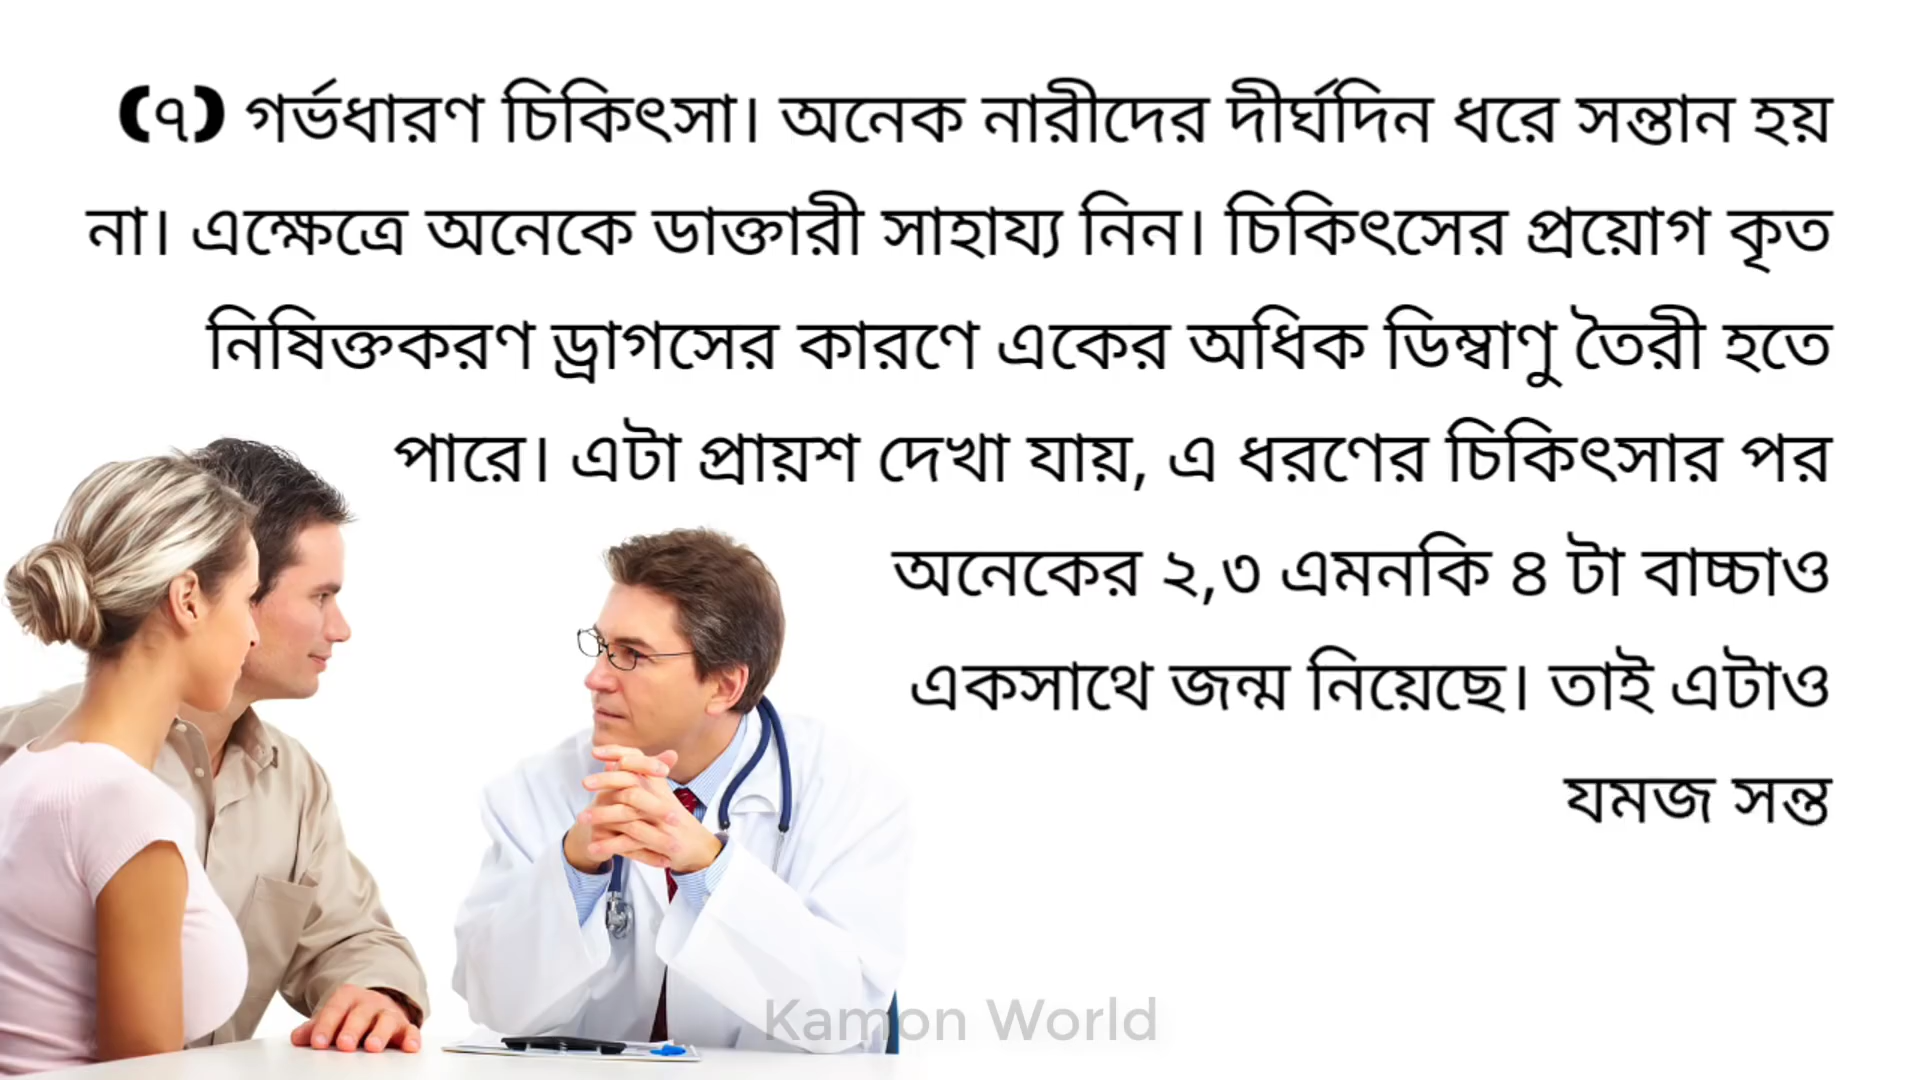 (৭) গর্ভধারণ চিকিৎসা। অনেক নারীদের দীর্ঘদিন ধরে সন্তান হয়
না। এক্ষেত্রে অনেকে ডাক্তারী সাহায্য নিন। চিকিৎসের প্রয়োগ কৃত
নিষিক্তকরণ ড্রাগসের কারণে একের অধিক ডিম্বাণু তৈরী হতে
পারে। এটা প্রায়শ দেখা যায়, এ ধরণের চিকিৎসার পর
অনেকের ২,৩ এমনকি ৪ টা বাচ্চাও
একসাথে জন্ম নিয়েছে। তাই এটাও
যমজ সন্ত
Kamon World